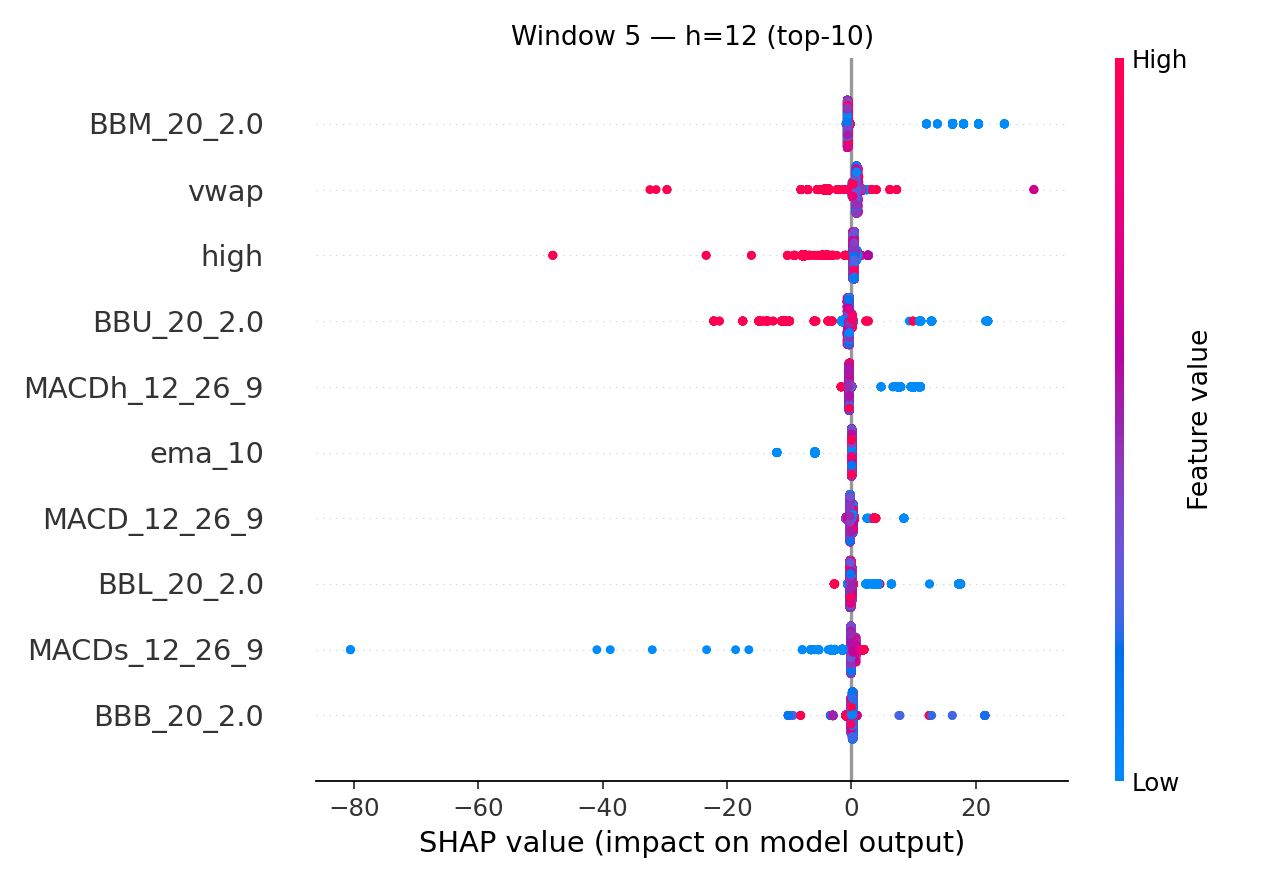 Window 5 — h=12 (top-10)
High
BBM_20_2.0
vwap
high
BBU_20_2.0
MACDh_12_26_9
ema_10
MACD_12_26_9
BBL_20_2.0
MACDs_12_26_9
BBB_20_2.0
Feature value
Low
−80 −60 −40 −20 0 20
SHAP value (impact on model output)